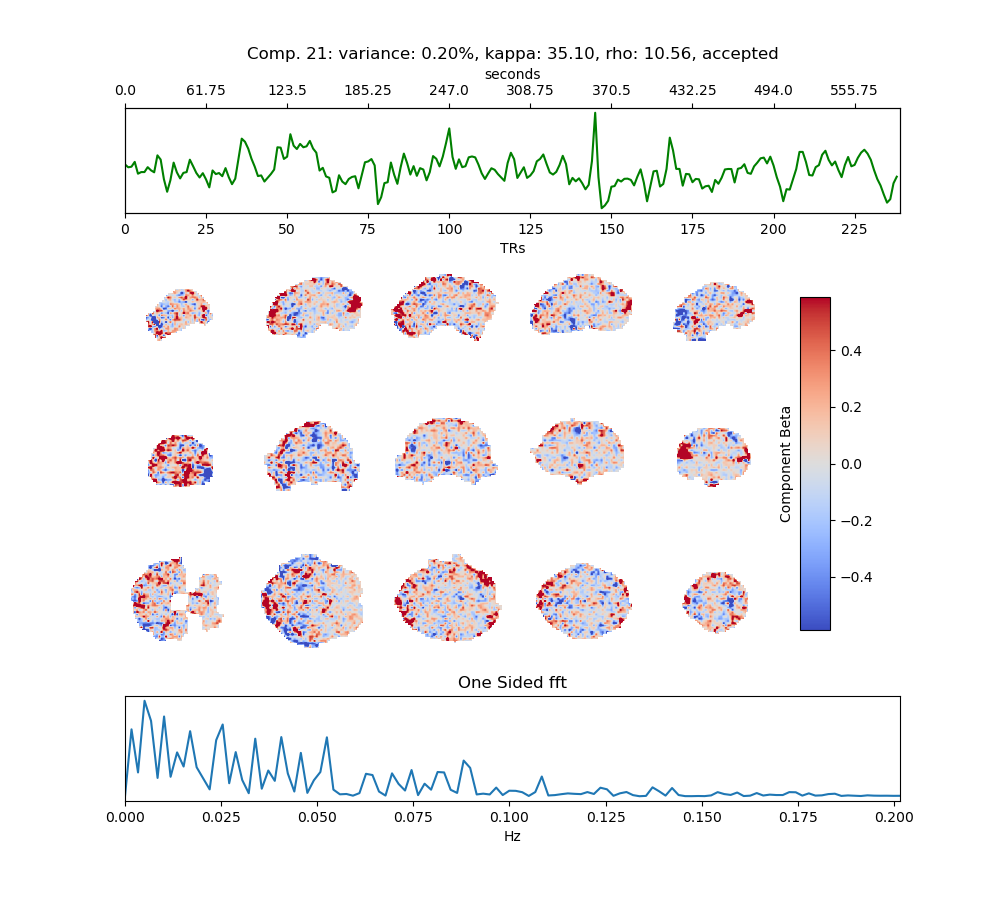 Comp. 21: variance: 0.20%, kappa: 35.10, rho: 10.56, accepted
seconds
0.0 61.75 123.5 185.25 247.0 308.75 370.5 432.25 494.0 555.75
0 25 50 75 100 125 150 175 200 225
TRs
0.4
0.2
0.0
−0.2
−0.4
Component Beta
One Sided fft
0.000 0.025 0.050 0.075 0.100 0.125 0.150 0.175 0.200
Hz